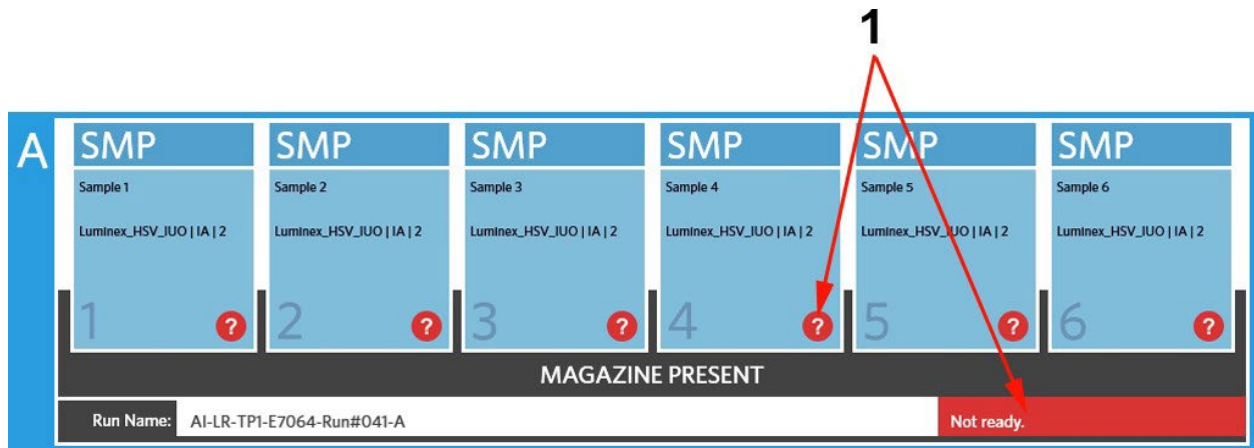 1
A
SMP SMP SMP SMP SMP SMP
Sample 1 Sample 2 Sample 3 Sample 4 Sample 5 Sample 6
Luminex_HSV_IUO | IA | 2 Luminex_HSV_IUO | IA | 2 Luminex_HSV_IUO | IA | 2 Luminex_HSV_IUO | IA | 2 Luminex_HSV_IUO | IA | 2 Luminex_HSV_IUO | IA | 2
1 ? 2 ? 3 ? 4 ? 5 ? 6 ?
MAGAZINE PRESENT
Run Name: AI-LR-TP1-E7064-Run#041-A Not ready.